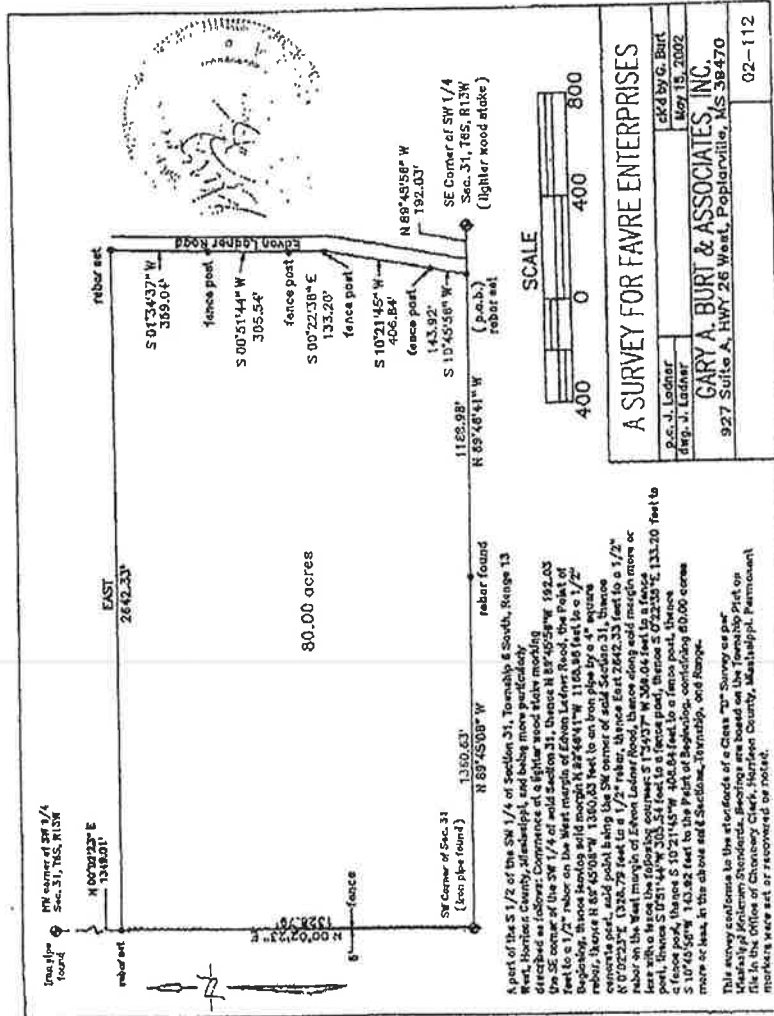 Iron pipe found
NW corner of SW 1/4
Sec. 31, T6S, R13W
N 00°02'23" E
1349.01'
rebar set
EAST
2642.33'
rebar set
S 01°34'37" W
369.04'
fence post
S 00°51'44" W
305.54'
fence post
S 00°22'38" E
133.20'
fence post
S 10°21'45" W
406.84'
fence post
143.92'
S 10°45'56" W
Edvon Ladner Road
N 89°45'58" W
192.03'
SE Corner of SW 1/4
Sec. 31, T6S, R13W
(lighter wood stake)
(p.o.b.)
rebar set
80.00 acres
N 00°02'23" E
1328.79'
6'
fence
SW Corner of Sec. 31
(iron pipe found)
1360.63'
N 89°45'08" W
rebar found
N 89°46'41" W
SCALE
400 0 400 800
A part of the S 1/2 of the SW 1/4 of Section 31, Township 6 South, Range 13
West, Harrison County, Mississippi, and being more particularly
described as follows: Commence at a lighter wood stake marking
the SE corner of the SW 1/4 of said Section 31, thence N 89°45'58"W 192.03
feet to a 1/2" rebar on the West margin of Edvon Ladner Road, the Point of
Beginning, thence leaving said margin N 89°46'41"W feet to a 1/2"
rebar, thence N 89°45'08"W 1360.63 feet to an iron pipe by a 4" square
concrete post, said point being the SW corner of said Section 31, thence
N 0°02'23"E 1328.79 feet to a 1/2" rebar, thence East 2642.33 feet to a 1/2"
rebar on the West margin of Edvon Ladner Road, thence along said margin more or
less with a fence the following courses: S 1°34'37"W 369.04 feet to a fence
post, thence S 0°51'44"W 305.54 feet to a fence post, thence S 0°22'38"E 133.20 feet to
a fence post, thence S 10°21'45"W 406.84 feet to a fence post, thence
S 10°45'56"W 143.92 feet to the Point of Beginning, containing 80.00 acres
more or less, in the above said Sections, Township, and Range.
This survey conforms to the standards of a Class "D" Survey as per
Mississippi Minimum Standards. Bearings are based on the Township Plat on
file in the Office of Chancery Clerk, Harrison County, Mississippi. Permanent
markers were set or recovered as noted.
A SURVEY FOR FAVRE ENTERPRISES
p.c. J. Ladner
ck'd by G. Burt
dwg. J. Ladner
May 15, 2002
GARY A. BURT & ASSOCIATES, INC.
927 Suite A, HWY 26 West, Poplarville, MS 39470
02-112